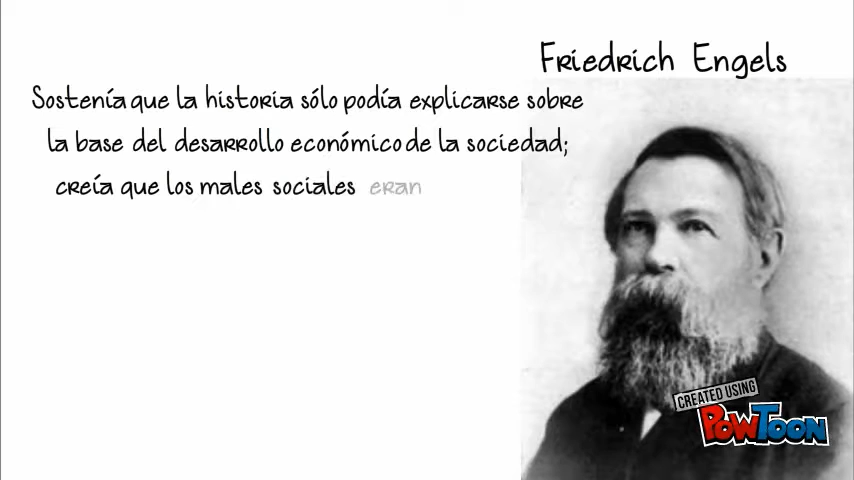 Friedrich Engels
Sostenía que la historia sólo podía explicarse sobre
la base del desarrollo económico de la sociedad;
creía que los males sociales eran
CREATED USING
POWTOON